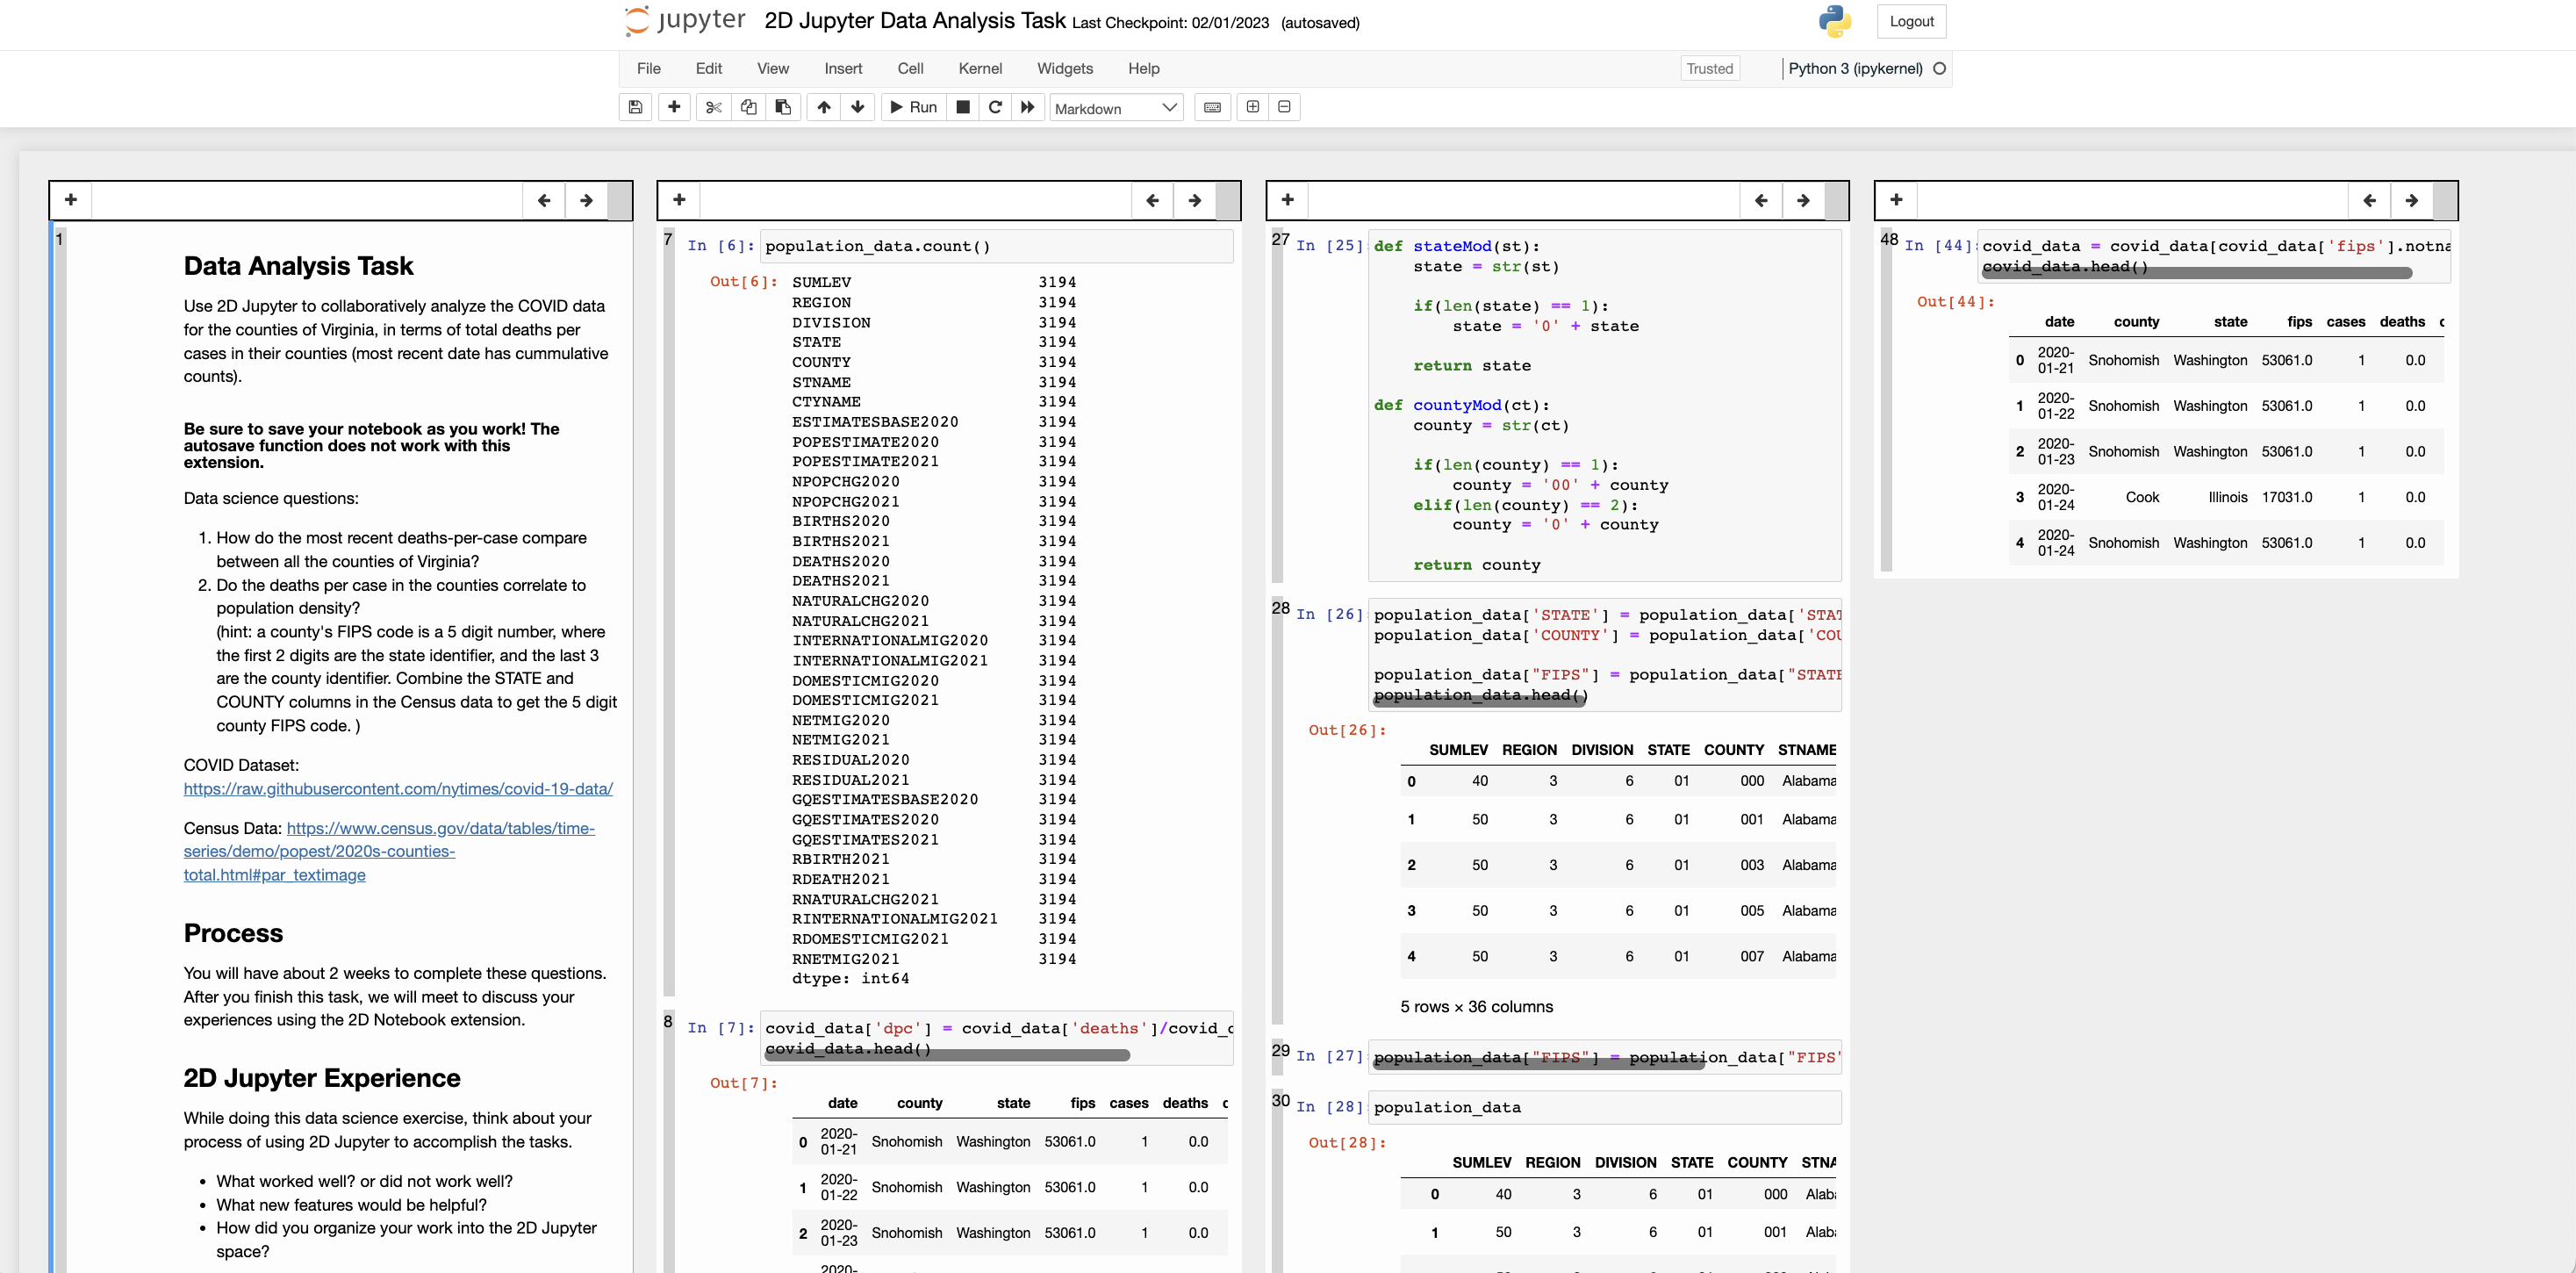 jupyter 2D Jupyter Data Analysis Task Last Checkpoint: 02/01/2023 (autosaved)
Logout
File Edit View Insert Cell Kernel Widgets Help
Trusted
Python 3 (ipykernel)
Run
Markdown
1
Data Analysis Task
Use 2D Jupyter to collaboratively analyze the COVID data
for the counties of Virginia, in terms of total deaths per
cases in their counties (most recent date has cummulative
counts).
Be sure to save your notebook as you work! The
autosave function does not work with this
extension.
Data science questions:
1. How do the most recent deaths-per-case compare
between all the counties of Virginia?
2. Do the deaths per case in the counties correlate to
population density?
(hint: a county's FIPS code is a 5 digit number, where
the first 2 digits are the state identifier, and the last 3
are the county identifier. Combine the STATE and
COUNTY columns in the Census data to get the 5 digit
county FIPS code. )
COVID Dataset:
https://raw.githubusercontent.com/nytimes/covid-19-data/
Census Data: https://www.census.gov/data/tables/time-
series/demo/popest/2020s-counties-
total.html#par_textimage
Process
You will have about 2 weeks to complete these questions.
After you finish this task, we will meet to discuss your
experiences using the 2D Notebook extension.
2D Jupyter Experience
While doing this data science exercise, think about your
process of using 2D Jupyter to accomplish the tasks.
• What worked well? or did not work well?
• What new features would be helpful?
• How did you organize your work into the 2D Jupyter
space?
7
In [6]: population_data.count()
Out[6]: SUMLEV 3194
REGION 3194
DIVISION 3194
STATE 3194
COUNTY 3194
STNAME 3194
CTYNAME 3194
ESTIMATESBASE2020 3194
POPESTIMATE2020 3194
POPESTIMATE2021 3194
NPOPCHG2020 3194
NPOPCHG2021 3194
BIRTHS2020 3194
BIRTHS2021 3194
DEATHS2020 3194
DEATHS2021 3194
NATURALCHG2020 3194
NATURALCHG2021 3194
INTERNATIONALMIG2020 3194
INTERNATIONALMIG2021 3194
DOMESTICMIG2020 3194
DOMESTICMIG2021 3194
NETMIG2020 3194
NETMIG2021 3194
RESIDUAL2020 3194
RESIDUAL2021 3194
GQESTIMATESBASE2020 3194
GQESTIMATES2020 3194
GQESTIMATES2021 3194
RBIRTH2021 3194
RDEATH2021 3194
RNATURALCHG2021 3194
RINTERNATIONALMIG2021 3194
RDOMESTICMIG2021 3194
RNETMIG2021 3194
dtype: int64
8
In [7]: covid_data['dpc'] = covid_data['deaths']/covid_
covid_data.head()
Out[7]:
date county state fips cases deaths
0 2020-01-21 Snohomish Washington 53061.0 1 0.0
1 2020-01-22 Snohomish Washington 53061.0 1 0.0
2 2020-01-23 Snohomish Washington 53061.0 1 0.0
2020-
27
In [25]: def stateMod(st):
state = str(st)
if(len(state) == 1):
state = '0' + state
return state
def countyMod(ct):
county = str(ct)
if(len(county) == 1):
county = '00' + county
elif(len(county) == 2):
county = '0' + county
return county
28
In [26]: population_data['STATE'] = population_data['STAT
population_data['COUNTY'] = population_data['COU
population_data["FIPS"] = population_data["STATE
population_data.head()
Out[26]:
SUMLEV REGION DIVISION STATE COUNTY STNAME
0 40 3 6 01 000 Alabama
1 50 3 6 01 001 Alabama
2 50 3 6 01 003 Alabama
3 50 3 6 01 005 Alabama
4 50 3 6 01 007 Alabama
5 rows × 36 columns
29
In [27]: population_data["FIPS"] = population_data["FIPS'
30
In [28]: population_data
Out[28]:
SUMLEV REGION DIVISION STATE COUNTY STNA
0 40 3 6 01 000 Alaba
1 50 3 6 01 001 Alaba
48
In [44]: covid_data = covid_data[covid_data['fips'].notna
covid_data.head()
Out[44]:
date county state fips cases deaths
0 2020-01-21 Snohomish Washington 53061.0 1 0.0
1 2020-01-22 Snohomish Washington 53061.0 1 0.0
2 2020-01-23 Snohomish Washington 53061.0 1 0.0
3 2020-01-24 Cook Illinois 17031.0 1 0.0
4 2020-01-24 Snohomish Washington 53061.0 1 0.0